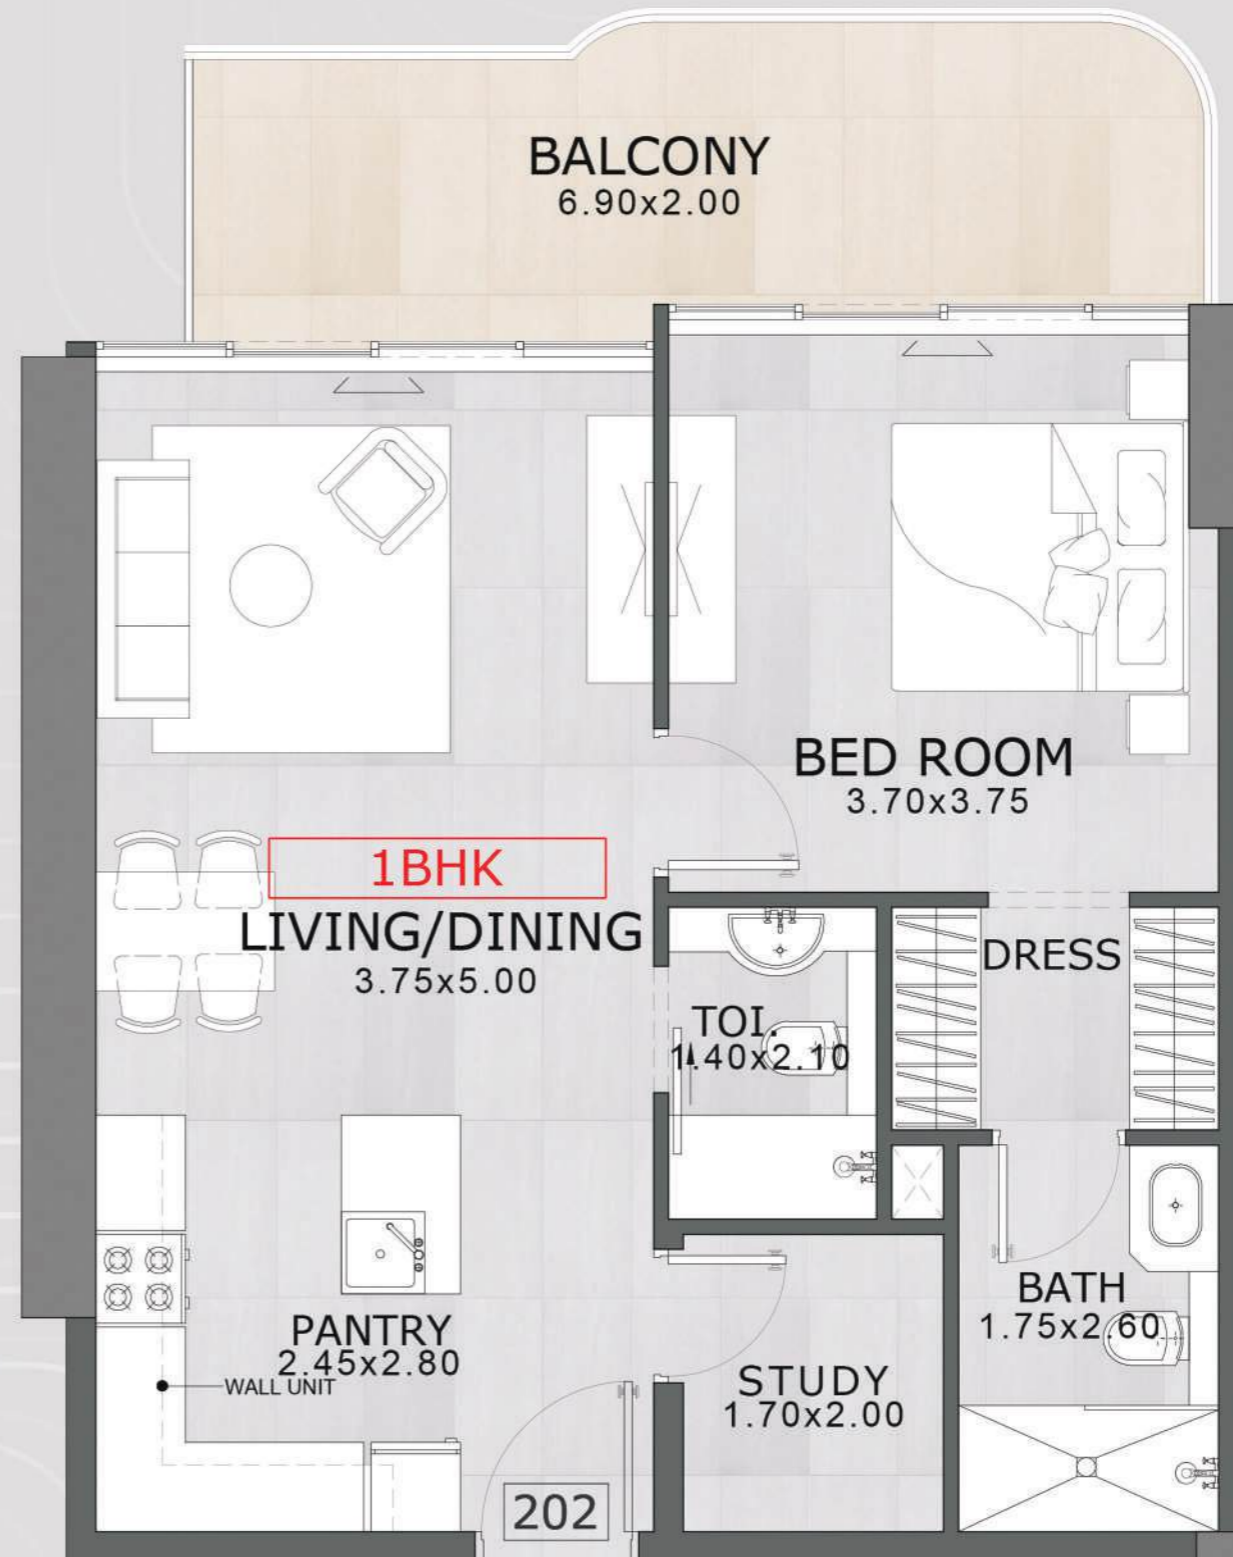 BALCONY
6.90x2.00
BED ROOM
3.70x3.75
1BHK
LIVING/DINING
3.75x5.00
DRESS
TOI.
1.40x2.10
BATH
1.75x2.60
PANTRY
2.45x2.80
WALL UNIT
STUDY
1.70x2.00
202